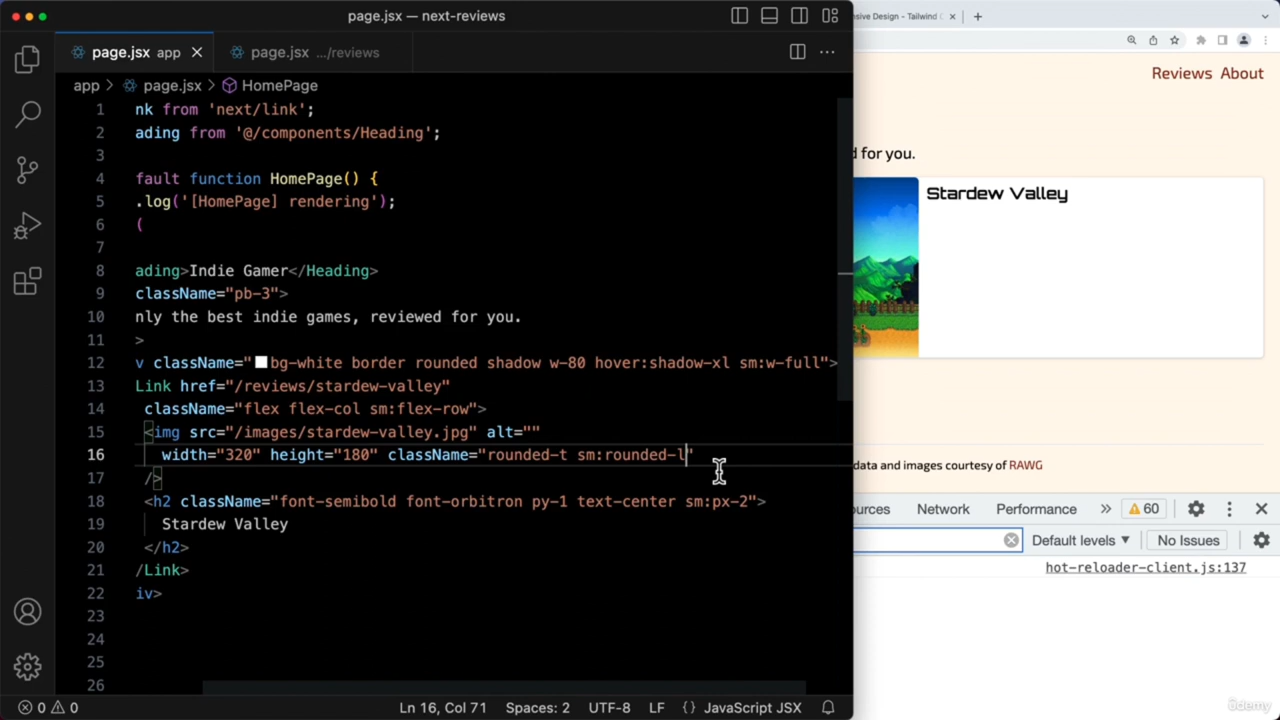 page.jsx — next-reviews
page.jsx app
page.jsx .../reviews
app > page.jsx > HomePage
1 nk from 'next/link';
2 ading from '@/components/Heading';
3
4 fault function HomePage() {
5 .log('[HomePage] rendering');
6 (
7
8 ading>Indie Gamer</Heading>
9 className="pb-3">
10 nly the best indie games, reviewed for you.
11 >
12 v className="bg-white border rounded shadow w-80 hover:shadow-xl sm:w-full">
13 Link href="/reviews/stardew-valley"
14 className="flex flex-col sm:flex-row">
15 <img src="/images/stardew-valley.jpg" alt=""
16 width="320" height="180" className="rounded-t sm:rounded-l"
17 />
18 <h2 className="font-semibold font-orbitron py-1 text-center sm:px-2">
19 Stardew Valley
20 </h2>
21 /Link>
22 iv>
23
24
25
26
0 0 Ln 16, Col 71 Spaces: 2 UTF-8 LF {} JavaScript JSX
nsive Design - Tailwind
Reviews About
d for you.
Stardew Valley
data and images courtesy of RAWG
ources Network Performance » 60
Default levels ▼ No Issues
hot-reloader-client.js:137
ûdemy